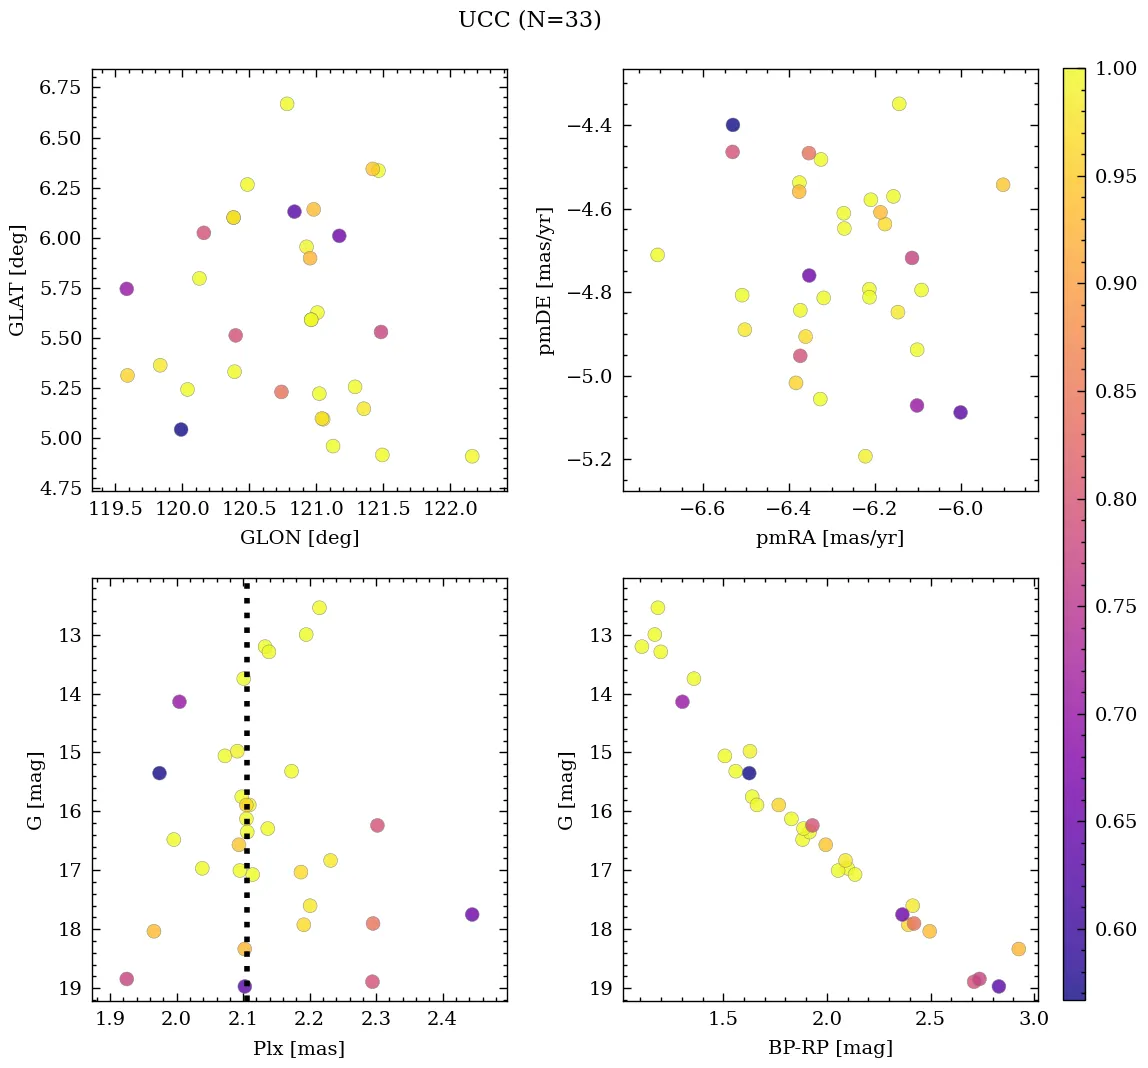 UCC (N=33)
6.75
6.50
6.25
6.00
5.75
5.50
5.25
5.00
4.75
GLAT [deg]
119.5 120.0 120.5 121.0 121.5 122.0
GLON [deg]
−4.4
−4.6
−4.8
−5.0
−5.2
pmDE [mas/yr]
−6.6 −6.4 −6.2 −6.0
pmRA [mas/yr]
13
14
15
16
17
18
19
G [mag]
1.9 2.0 2.1 2.2 2.3 2.4
Plx [mas]
13
14
15
16
17
18
19
G [mag]
1.5 2.0 2.5 3.0
BP-RP [mag]
1.00
0.95
0.90
0.85
0.80
0.75
0.70
0.65
0.60